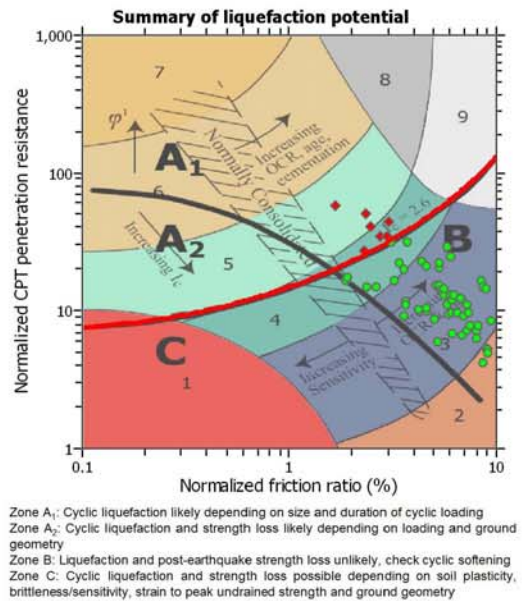 Summary of liquefaction potential
1,000
100
10
1
0.1
1
10
Normalized CPT penetration resistance
Normalized friction ratio (%)
7
8
9
φ'
A1
6
A2
5
4
B
C
1
3
2
Normally Consolidated
Increasing
OCR, age,
cementation
Increasing Ic
= 2.6
Increasing
Sensitivity
Zone A1: Cyclic liquefaction likely depending on size and duration of cyclic loading
Zone A2: Cyclic liquefaction and strength loss likely depending on loading and ground
geometry
Zone B: Liquefaction and post-earthquake strength loss unlikely, check cyclic softening
Zone C: Cyclic liquefaction and strength loss possible depending on soil plasticity,
brittleness/sensitivity, strain to peak undrained strength and ground geometry